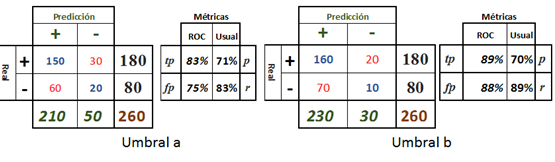 Predicción Métricas Predicción Métricas
+ - ROC Usual + - ROC Usual
Real + 150 30 180 tp 83% 71% p Real + 160 20 180 tp 89% 70% p
- 60 20 80 fp 75% 83% r - 70 10 80 fp 88% 89% r
210 50 260 230 30 260
Umbral a Umbral b